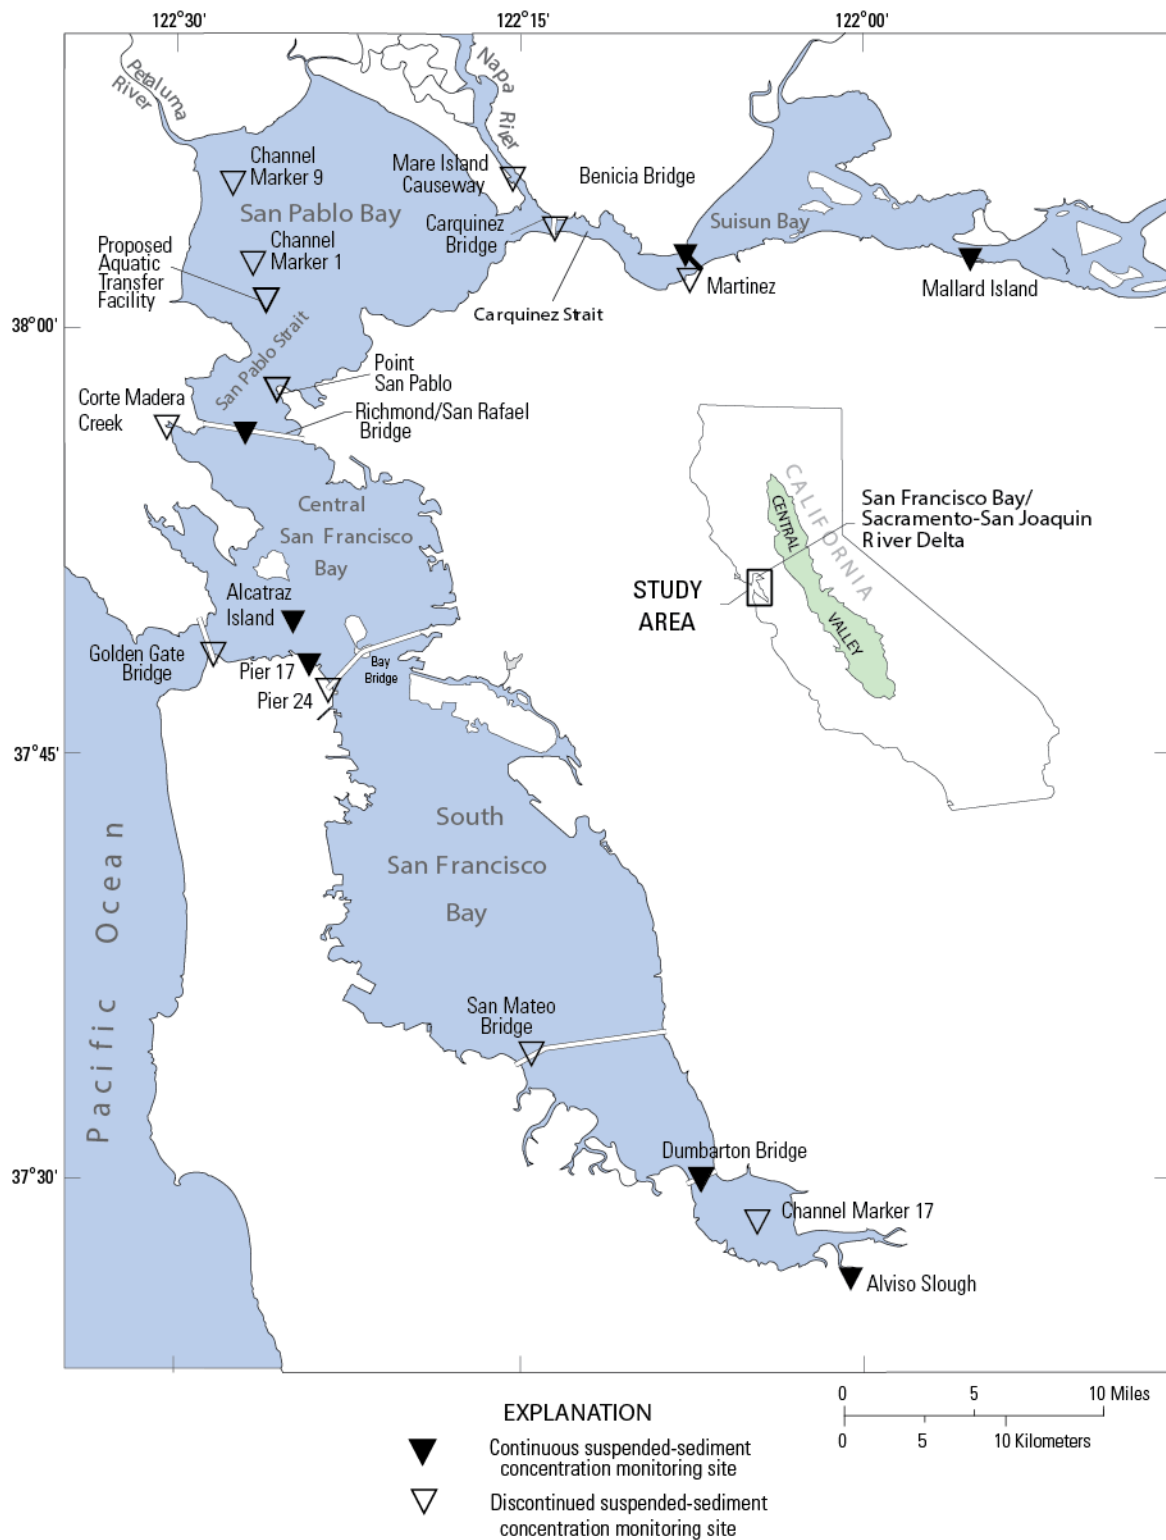 122°30'
122°15'
122°00'
Petaluma
River
Napa
River
Channel
Marker 9
Mare Island
Causeway
Benicia Bridge
San Pablo Bay
Carquinez
Bridge
Suisun Bay
Proposed
Aquatic
Transfer
Facility
Channel
Marker 1
Martinez
Mallard Island
Carquinez Strait
38°00'
San Pablo Strait
Point
San Pablo
Corte Madera
Creek
Richmond/San Rafael
Bridge
Central
San Francisco
Bay
CALIFORNIA
CENTRAL
VALLEY
San Francisco Bay/
Sacramento-San Joaquin
River Delta
STUDY
AREA
Alcatraz
Island
Golden Gate
Bridge
Pier 17
Bay
Bridge
Pier 24
37°45'
South
San Francisco
Bay
Pacific Ocean
San Mateo
Bridge
Dumbarton Bridge
37°30'
Channel Marker 17
Alviso Slough
0 5 10 Miles
0 5 10 Kilometers
EXPLANATION
Continuous suspended-sediment
concentration monitoring site
Discontinued suspended-sediment
concentration monitoring site